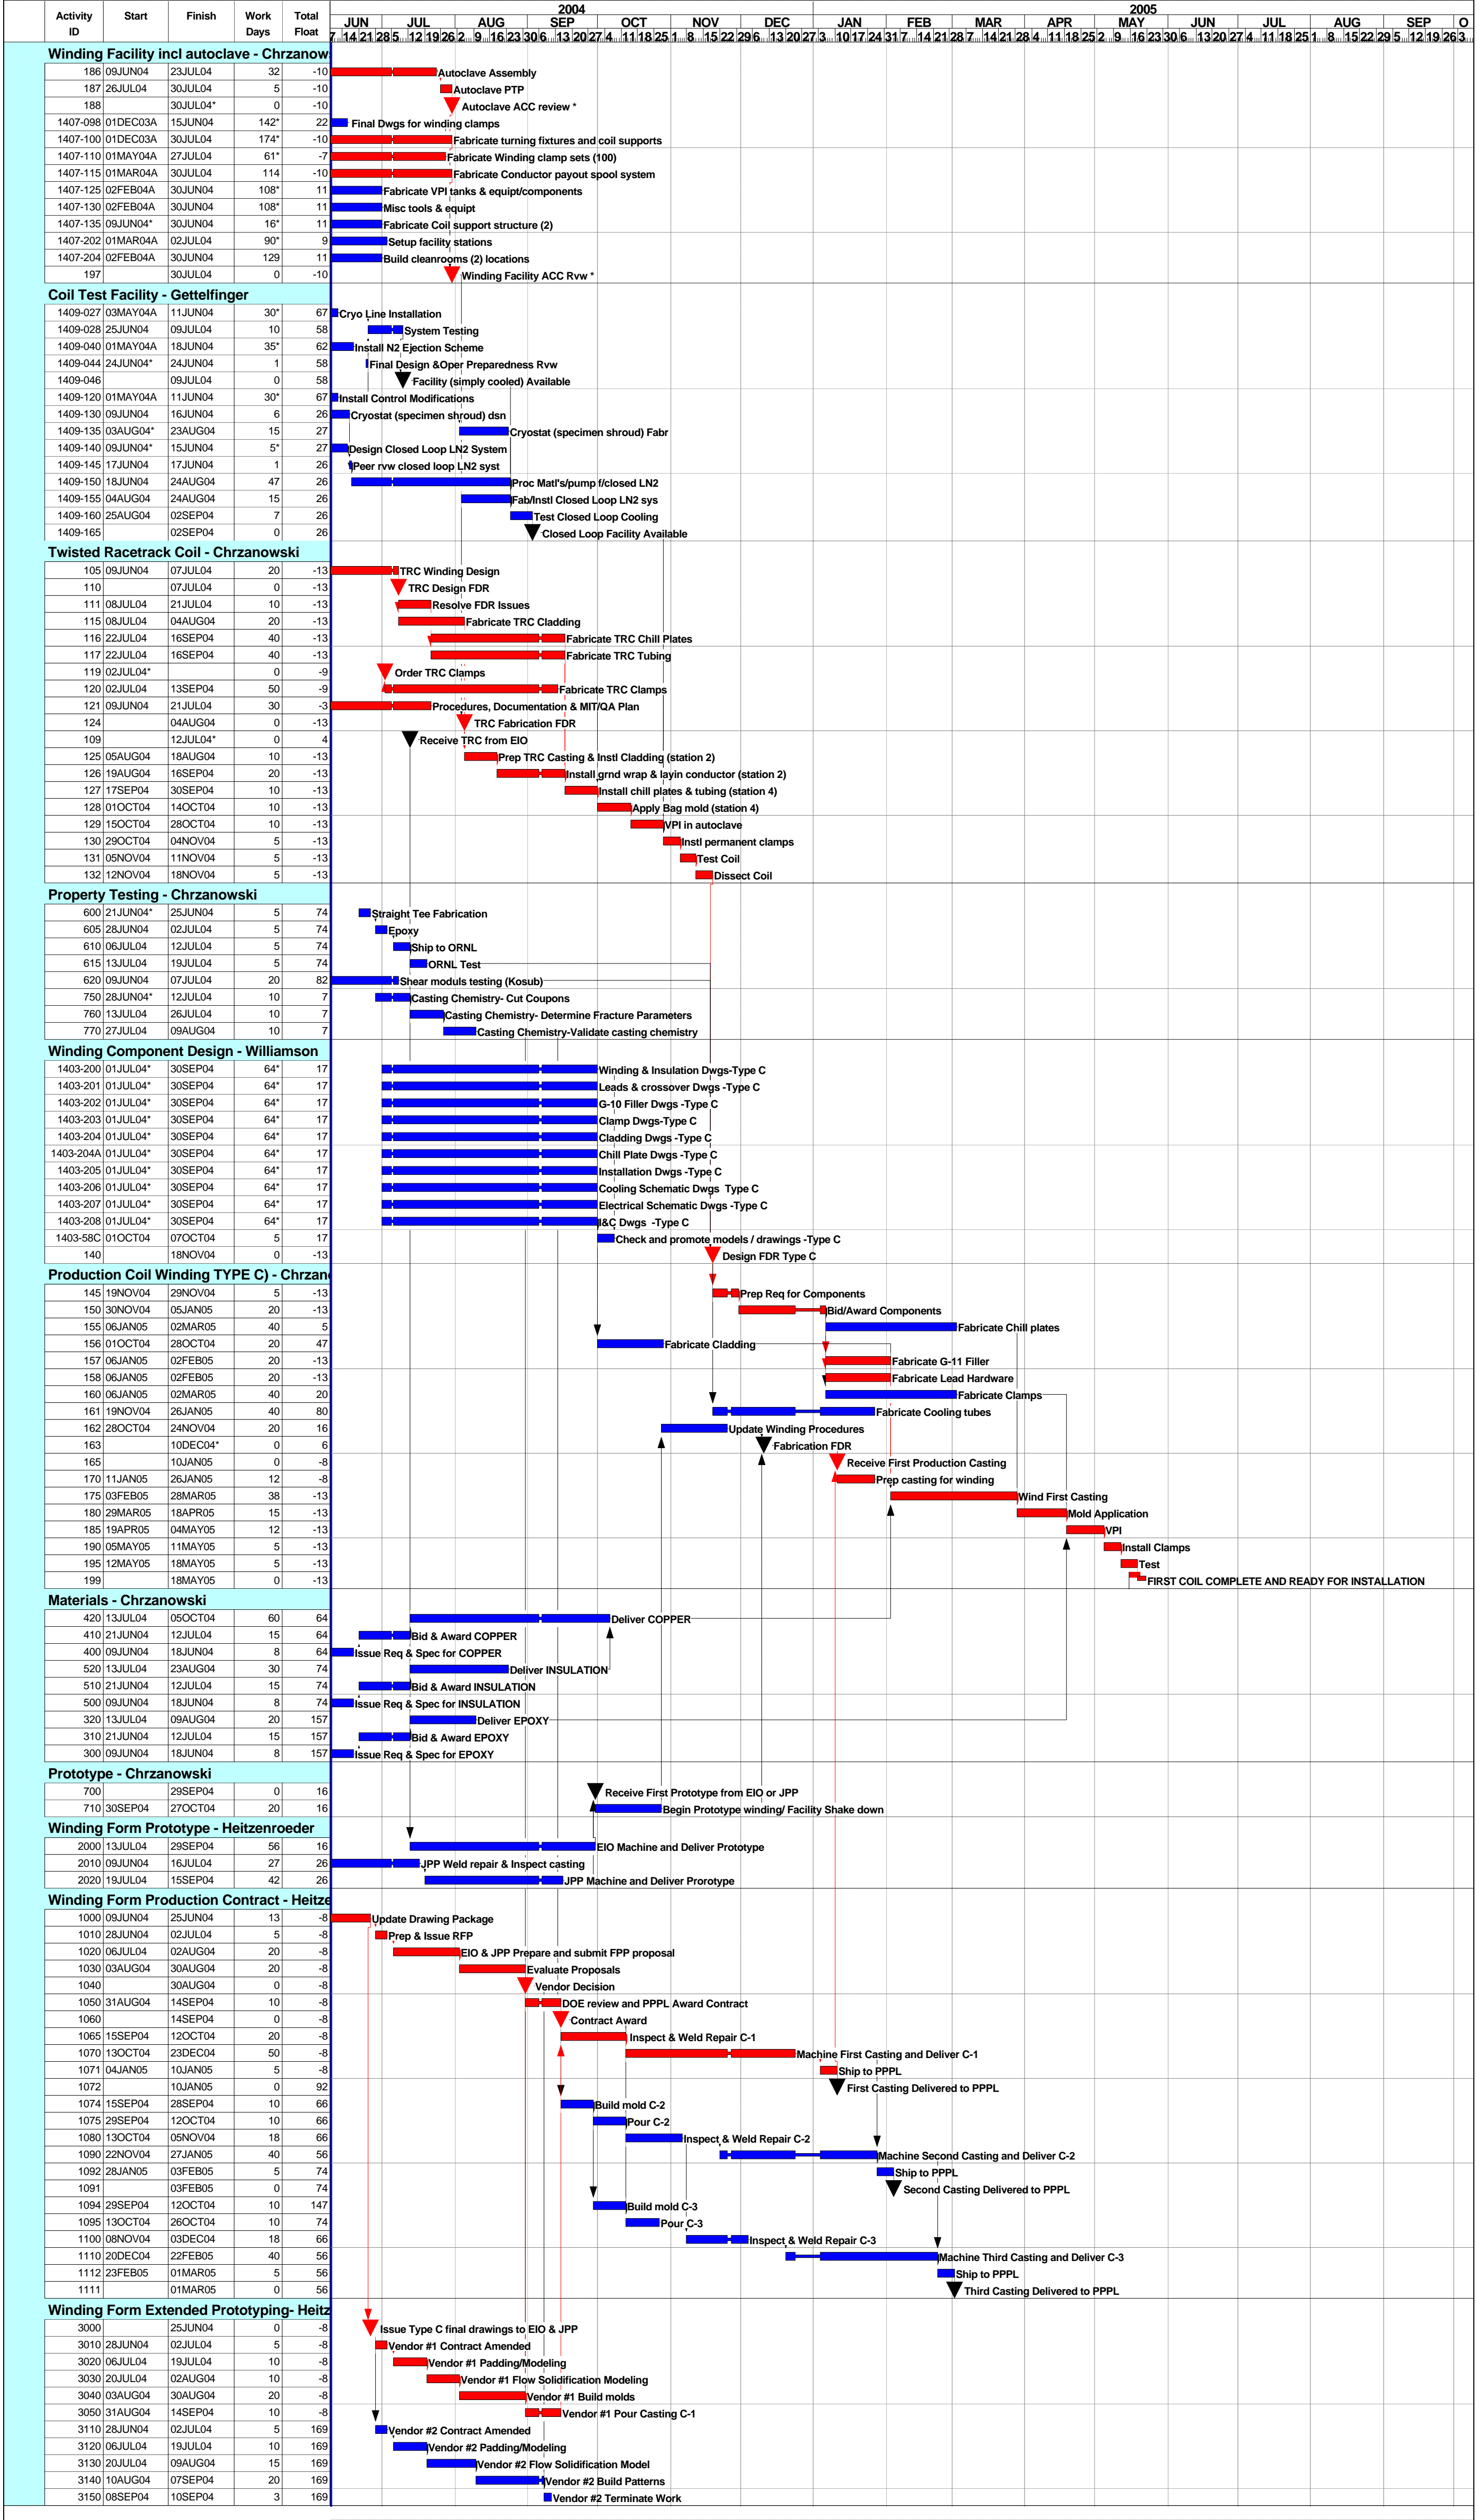 Activity ID Start Finish Work Days Total Float 2004 2005
JUN JUL AUG SEP OCT NOV DEC JAN FEB MAR APR MAY JUN JUL AUG SEP O
Winding Facility incl autoclave - Chrzanow
186 09JUN04 23JUL04 32 -10 Autoclave Assembly
187 26JUL04 30JUL04 5 -10 Autoclave PTP
188 30JUL04* 0 -10 Autoclave ACC review *
1407-098 01DEC03A 15JUN04 142* 22 Final Dwgs for winding clamps
1407-100 01DEC03A 30JUL04 174* -10 Fabricate turning fixtures and coil supports
1407-110 01MAY04A 27JUL04 61* -7 Fabricate Winding clamp sets (100)
1407-115 01MAR04A 30JUL04 114 -10 Fabricate Conductor payout spool system
1407-125 02FEB04A 30JUN04 108* 11 Fabricate VPI tanks & equipt/components
1407-130 02FEB04A 30JUN04 108* 11 Misc tools & equipt
1407-135 09JUN04* 30JUN04 16* 11 Fabricate Coil support structure (2)
1407-202 01MAR04A 02JUL04 90* 9 Setup facility stations
1407-204 02FEB04A 30JUN04 129 11 Build cleanrooms (2) locations
197 30JUL04 0 -10 Winding Facility ACC Rvw *
Coil Test Facility - Gettelfinger
1409-027 03MAY04A 11JUN04 30* 67 Cryo Line Installation
1409-028 25JUN04 09JUL04 10 58 System Testing
1409-040 01MAY04A 18JUN04 35* 62 Install N2 Ejection Scheme
1409-044 24JUN04* 24JUN04 1 58 Final Design &Oper Preparedness Rvw
1409-046 09JUL04 0 58 Facility (simply cooled) Available
1409-120 01MAY04A 11JUN04 30* 67 Install Control Modifications
1409-130 09JUN04 16JUN04 6 26 Cryostat (specimen shroud) dsn
1409-135 03AUG04* 23AUG04 15 27 Cryostat (specimen shroud) Fabr
1409-140 09JUN04* 15JUN04 5* 27 Design Closed Loop LN2 System
1409-145 17JUN04 17JUN04 1 26 Peer rvw closed loop LN2 syst
1409-150 18JUN04 24AUG04 47 26 Proc Matl's/pump f/closed LN2
1409-155 04AUG04 24AUG04 15 26 Fab/Instl Closed Loop LN2 sys
1409-160 25AUG04 02SEP04 7 26 Test Closed Loop Cooling
1409-165 02SEP04 0 26 Closed Loop Facility Available
Twisted Racetrack Coil - Chrzanowski
105 09JUN04 07JUL04 20 -13 TRC Winding Design
110 07JUL04 0 -13 TRC Design FDR
111 08JUL04 21JUL04 10 -13 Resolve FDR Issues
115 08JUL04 04AUG04 20 -13 Fabricate TRC Cladding
116 22JUL04 16SEP04 40 -13 Fabricate TRC Chill Plates
117 22JUL04 16SEP04 40 -13 Fabricate TRC Tubing
119 02JUL04* 0 -9 Order TRC Clamps
120 02JUL04 13SEP04 50 -9 Fabricate TRC Clamps
121 09JUN04 21JUL04 30 -3 Procedures, Documentation & MIT/QA Plan
124 04AUG04 0 -13 TRC Fabrication FDR
109 12JUL04* 0 4 Receive TRC from EIO
125 05AUG04 18AUG04 10 -13 Prep TRC Casting & Instl Cladding (station 2)
126 19AUG04 16SEP04 20 -13 Install grnd wrap & layin conductor (station 2)
127 17SEP04 30SEP04 10 -13 Install chill plates & tubing (station 4)
128 01OCT04 14OCT04 10 -13 Apply Bag mold (station 4)
129 15OCT04 28OCT04 10 -13 VPI in autoclave
130 29OCT04 04NOV04 5 -13 Instl permanent clamps
131 05NOV04 11NOV04 5 -13 Test Coil
132 12NOV04 18NOV04 5 -13 Dissect Coil
Property Testing - Chrzanowski
600 21JUN04* 25JUN04 5 74 Straight Tee Fabrication
605 28JUN04 02JUL04 5 74 Epoxy
610 06JUL04 12JUL04 5 74 Ship to ORNL
615 13JUL04 19JUL04 5 74 ORNL Test
620 09JUN04 07JUL04 20 82 Shear moduls testing (Kosub)
750 28JUN04* 12JUL04 10 7 Casting Chemistry- Cut Coupons
760 13JUL04 26JUL04 10 7 Casting Chemistry- Determine Fracture Parameters
770 27JUL04 09AUG04 10 7 Casting Chemistry-Validate casting chemistry
Winding Component Design - Williamson
1403-200 01JUL04* 30SEP04 64* 17 Winding & Insulation Dwgs-Type C
1403-201 01JUL04* 30SEP04 64* 17 Leads & crossover Dwgs -Type C
1403-202 01JUL04* 30SEP04 64* 17 G-10 Filler Dwgs -Type C
1403-203 01JUL04* 30SEP04 64* 17 Clamp Dwgs-Type C
1403-204 01JUL04* 30SEP04 64* 17 Cladding Dwgs -Type C
1403-204A 01JUL04* 30SEP04 64* 17 Chill Plate Dwgs -Type C
1403-205 01JUL04* 30SEP04 64* 17 Installation Dwgs -Type C
1403-206 01JUL04* 30SEP04 64* 17 Cooling Schematic Dwgs Type C
1403-207 01JUL04* 30SEP04 64* 17 Electrical Schematic Dwgs -Type C
1403-208 01JUL04* 30SEP04 64* 17 I&C Dwgs -Type C
1403-58C 01OCT04 07OCT04 5 17 Check and promote models / drawings -Type C
140 18NOV04 0 -13 Design FDR Type C
Production Coil Winding TYPE C) - Chrzan
145 19NOV04 29NOV04 5 -13 Prep Req for Components
150 30NOV04 05JAN05 20 -13 Bid/Award Components
155 06JAN05 02MAR05 40 5 Fabricate Chill plates
156 01OCT04 28OCT04 20 47 Fabricate Cladding
157 06JAN05 02FEB05 20 -13 Fabricate G-11 Filler
158 06JAN05 02FEB05 20 -13 Fabricate Lead Hardware
160 06JAN05 02MAR05 40 20 Fabricate Clamps
161 19NOV04 26JAN05 40 80 Fabricate Cooling tubes
162 28OCT04 24NOV04 20 16 Update Winding Procedures
163 10DEC04* 0 6 Fabrication FDR
165 10JAN05 0 -8 Receive First Production Casting
170 11JAN05 26JAN05 12 -8 Prep casting for winding
175 03FEB05 28MAR05 38 -13 Wind First Casting
180 29MAR05 18APR05 15 -13 Mold Application
185 19APR05 04MAY05 12 -13 VPI
190 05MAY05 11MAY05 5 -13 Install Clamps
195 12MAY05 18MAY05 5 -13 Test
199 18MAY05 0 -13 FIRST COIL COMPLETE AND READY FOR INSTALLATION
Materials - Chrzanowski
420 13JUL04 05OCT04 60 64 Deliver COPPER
410 21JUN04 12JUL04 15 64 Bid & Award COPPER
400 09JUN04 18JUN04 8 64 Issue Req & Spec for COPPER
520 13JUL04 23AUG04 30 74 Deliver INSULATION
510 21JUN04 12JUL04 15 74 Bid & Award INSULATION
500 09JUN04 18JUN04 8 74 Issue Req & Spec for INSULATION
320 13JUL04 09AUG04 20 157 Deliver EPOXY
310 21JUN04 12JUL04 15 157 Bid & Award EPOXY
300 09JUN04 18JUN04 8 157 Issue Req & Spec for EPOXY
Prototype - Chrzanowski
700 29SEP04 0 16 Receive First Prototype from EIO or JPP
710 30SEP04 27OCT04 20 16 Begin Prototype winding/ Facility Shake down
Winding Form Prototype - Heitzenroeder
2000 13JUL04 29SEP04 56 16 EIO Machine and Deliver Prototype
2010 09JUN04 16JUL04 27 26 JPP Weld repair & Inspect casting
2020 19JUL04 15SEP04 42 26 JPP Machine and Deliver Prorotype
Winding Form Production Contract - Heitze
1000 09JUN04 25JUN04 13 -8 Update Drawing Package
1010 28JUN04 02JUL04 5 -8 Prep & Issue RFP
1020 06JUL04 02AUG04 20 -8 EIO & JPP Prepare and submit FPP proposal
1030 03AUG04 30AUG04 20 -8 Evaluate Proposals
1040 30AUG04 0 -8 Vendor Decision
1050 31AUG04 14SEP04 10 -8 DOE review and PPPL Award Contract
1060 14SEP04 0 -8 Contract Award
1065 15SEP04 12OCT04 20 -8 Inspect & Weld Repair C-1
1070 13OCT04 23DEC04 50 -8 Machine First Casting and Deliver C-1
1071 04JAN05 10JAN05 5 -8 Ship to PPPL
1072 10JAN05 0 92 First Casting Delivered to PPPL
1074 15SEP04 28SEP04 10 66 Build mold C-2
1075 29SEP04 12OCT04 10 66 Pour C-2
1080 13OCT04 05NOV04 18 66 Inspect & Weld Repair C-2
1090 22NOV04 27JAN05 40 56 Machine Second Casting and Deliver C-2
1092 28JAN05 03FEB05 5 74 Ship to PPPL
1091 03FEB05 0 74 Second Casting Delivered to PPPL
1094 29SEP04 12OCT04 10 147 Build mold C-3
1095 13OCT04 26OCT04 10 74 Pour C-3
1100 08NOV04 03DEC04 18 66 Inspect & Weld Repair C-3
1110 20DEC04 22FEB05 40 56 Machine Third Casting and Deliver C-3
1112 23FEB05 01MAR05 5 56 Ship to PPPL
1111 01MAR05 0 56 Third Casting Delivered to PPPL
Winding Form Extended Prototyping- Heitz
3000 25JUN04 0 -8 Issue Type C final drawings to EIO & JPP
3010 28JUN04 02JUL04 5 -8 Vendor #1 Contract Amended
3020 06JUL04 19JUL04 10 -8 Vendor #1 Padding/Modeling
3030 20JUL04 02AUG04 10 -8 Vendor #1 Flow Solidification Modeling
3040 03AUG04 30AUG04 20 -8 Vendor #1 Build molds
3050 31AUG04 14SEP04 10 -8 Vendor #1 Pour Casting C-1
3110 28JUN04 02JUL04 5 169 Vendor #2 Contract Amended
3120 06JUL04 19JUL04 10 169 Vendor #2 Padding/Modeling
3130 20JUL04 09AUG04 15 169 Vendor #2 Flow Solidification Model
3140 10AUG04 07SEP04 20 169 Vendor #2 Build Patterns
3150 08SEP04 10SEP04 3 169 Vendor #2 Terminate Work